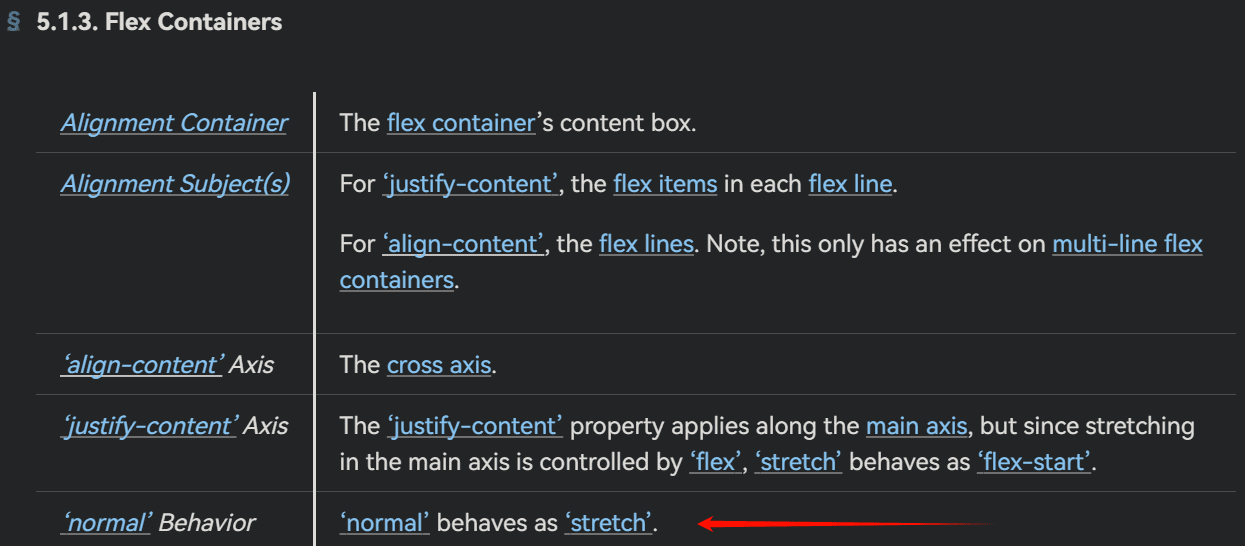 § 5.1.3. Flex Containers
Alignment Container
The flex container’s content box.
Alignment Subject(s)
For ‘justify-content’, the flex items in each flex line.
For ‘align-content’, the flex lines. Note, this only has an effect on multi-line flex
containers.
‘align-content’ Axis
The cross axis.
‘justify-content’ Axis
The ‘justify-content’ property applies along the main axis, but since stretching
in the main axis is controlled by ‘flex’, ‘stretch’ behaves as ‘flex-start’.
‘normal’ Behavior
‘normal’ behaves as ‘stretch’.